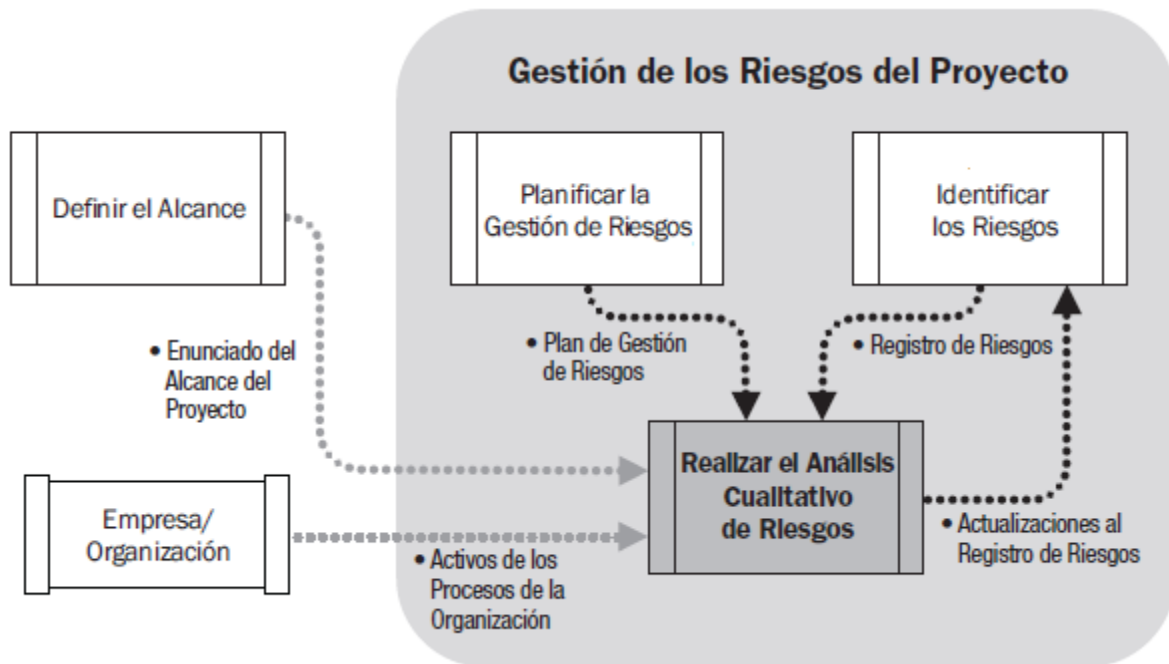 Gestión de los Riesgos del Proyecto
Definir el Alcance
Planificar la
Gestión de Riesgos
Identificar
los Riesgos
• Enunciado del
Alcance del
Proyecto
• Plan de Gestión
de Riesgos
• Registro de Riesgos
Realizar el Análisis
Cualitativo
de Riesgos
Empresa/
Organización
• Activos de los
Procesos de la
Organización
• Actualizaciones al
Registro de Riesgos